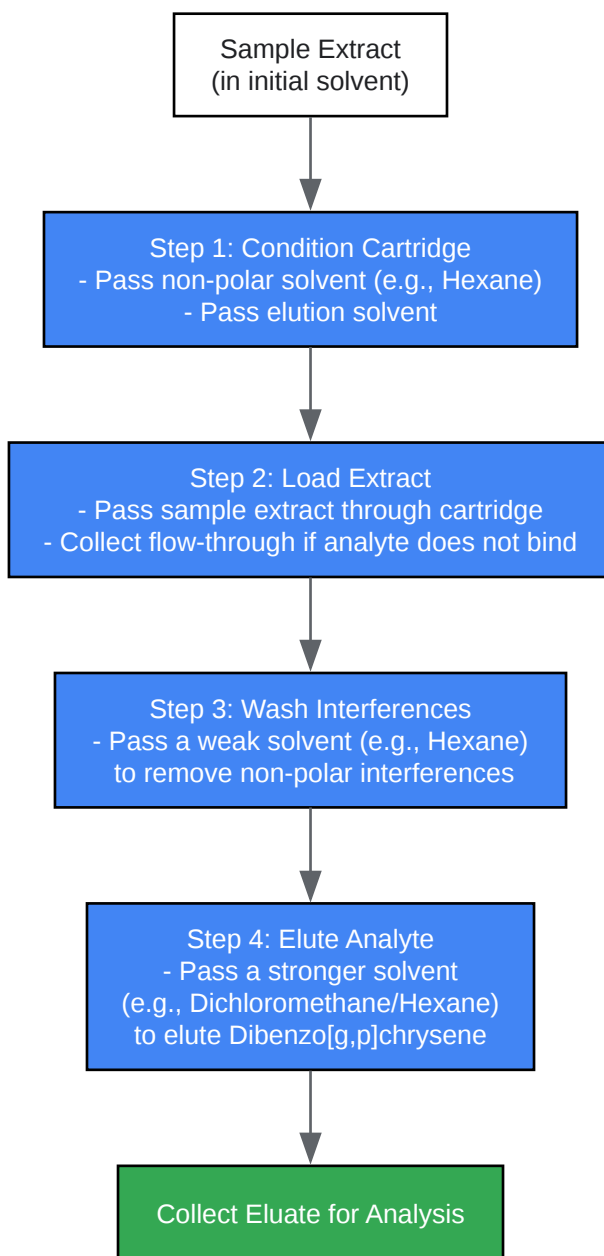 Sample Extract
(in initial solvent)
Step 1: Condition Cartridge
- Pass non-polar solvent (e.g., Hexane)
- Pass elution solvent
Step 2: Load Extract
- Pass sample extract through cartridge
- Collect flow-through if analyte does not bind
Step 3: Wash Interferences
- Pass a weak solvent (e.g., Hexane)
to remove non-polar interferences
Step 4: Elute Analyte
- Pass a stronger solvent
(e.g., Dichloromethane/Hexane)
to elute Dibenzo[g,p]chrysene
Collect Eluate for Analysis